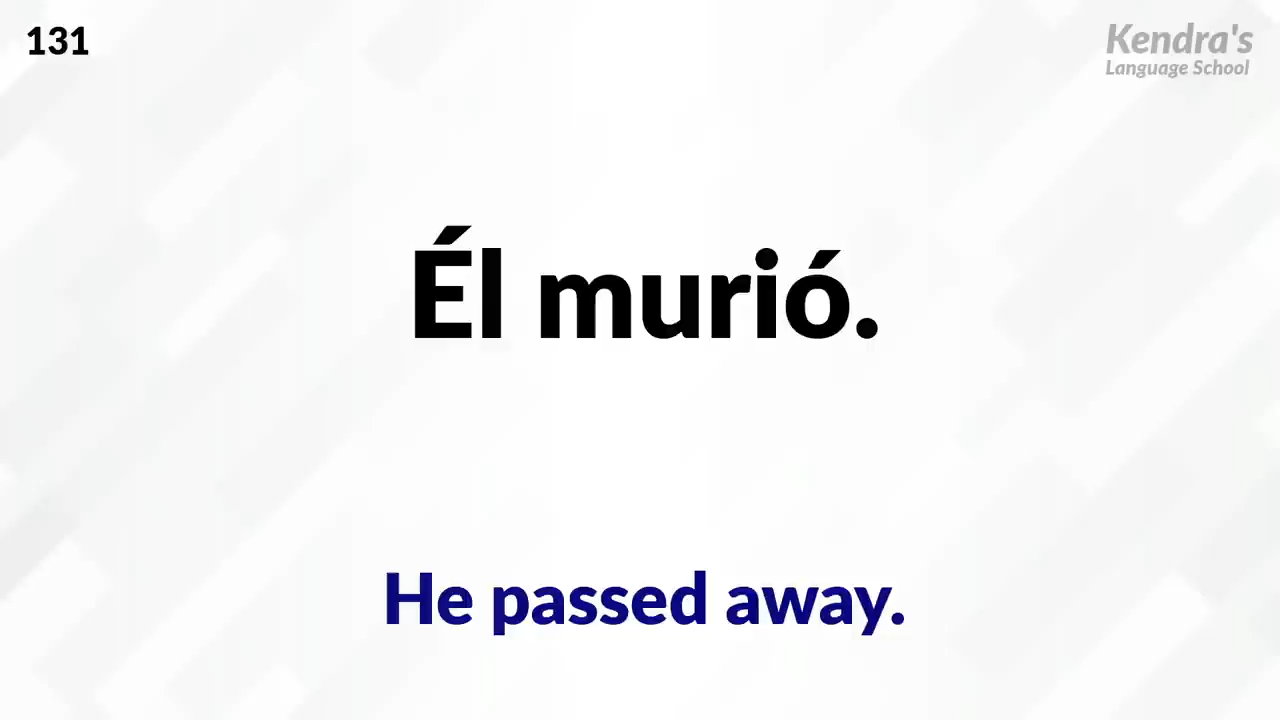 131
Kendra's
Language School
Él murió.
He passed away.